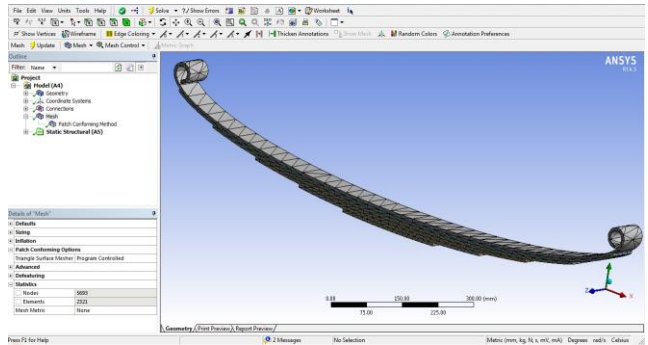 File Edit View Units Tools Help Solve ?/ Show Errors Worksheet
Show Vertices Wireframe Edge Coloring Thicken Annotations Show Mesh Random Colors Annotation Preferences
Mesh Update Mesh Mesh Control Metric Graph
Outline
Filter: Name
Project
Model (A4)
Geometry
Coordinate Systems
Connections
Mesh
Patch Conforming Method
Static Structural (A5)
ANSYS
R14.5
Details of "Mesh"
Defaults
Sizing
Inflation
Patch Conforming Options
Triangle Surface Mesher Program Controlled
Advanced
Defeaturing
Statistics
Nodes 5693
Elements 2321
Mesh Metric None
0.00 150.00 300.00 (mm)
75.00 225.00
Z X
Geometry Print Preview Report Preview
Press F1 for Help 2 Messages No Selection Metric (mm, kg, N, s, mV, mA) Degrees rad/s Celsius